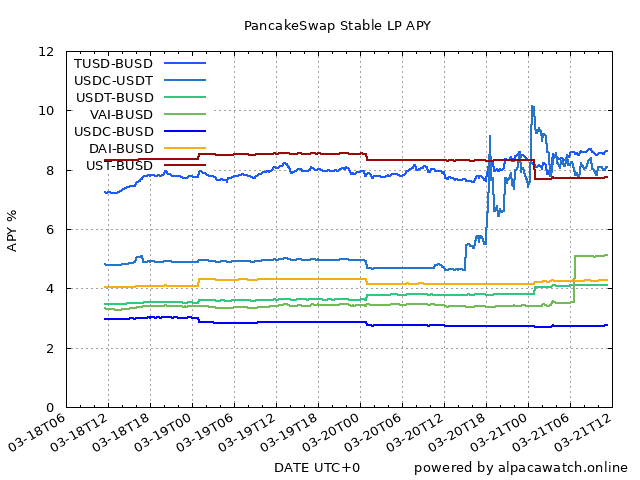 PancakeSwap Stable LP APY
12
10
8
6
4
2
0
APY %
TUSD-BUSD
USDC-USDT
USDT-BUSD
VAI-BUSD
USDC-BUSD
DAI-BUSD
UST-BUSD
03-18T06
03-18T12
03-18T18
03-19T00
03-19T06
03-19T12
03-19T18
03-20T00
03-20T06
03-20T12
03-20T18
03-21T00
03-21T06
03-21T12
DATE UTC+0
powered by alpacawatch.online